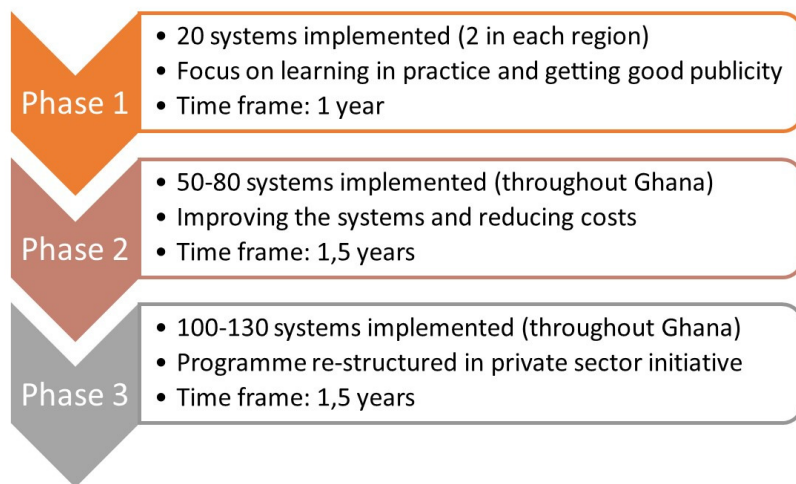 Phase 1
• 20 systems implemented (2 in each region)
• Focus on learning in practice and getting good publicity
• Time frame: 1 year
Phase 2
• 50-80 systems implemented (throughout Ghana)
• Improving the systems and reducing costs
• Time frame: 1,5 years
Phase 3
• 100-130 systems implemented (throughout Ghana)
• Programme re-structured in private sector initiative
• Time frame: 1,5 years